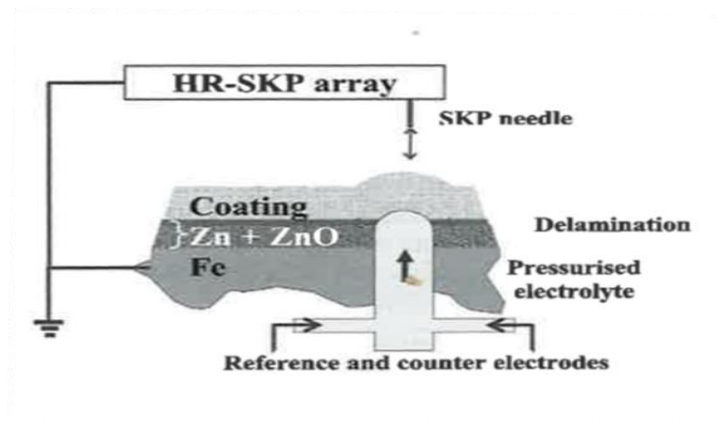 HR-SKP array
SKP needle
Coating
Delamination
}Zn + ZnO
Fe
Pressurised
electrolyte
Reference and counter electrodes